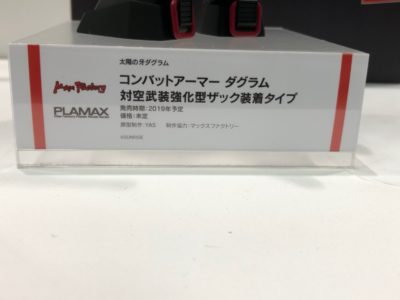 太陽の牙ダグラム
Max Factory
PLAMAX
コンバットアーマー ダグラム
対空武装強化型ザック装着タイプ
発売時期:2019年予定
価格:未定
原型制作:YAS 制作協力:マックスファクトリー
©SUNRISE